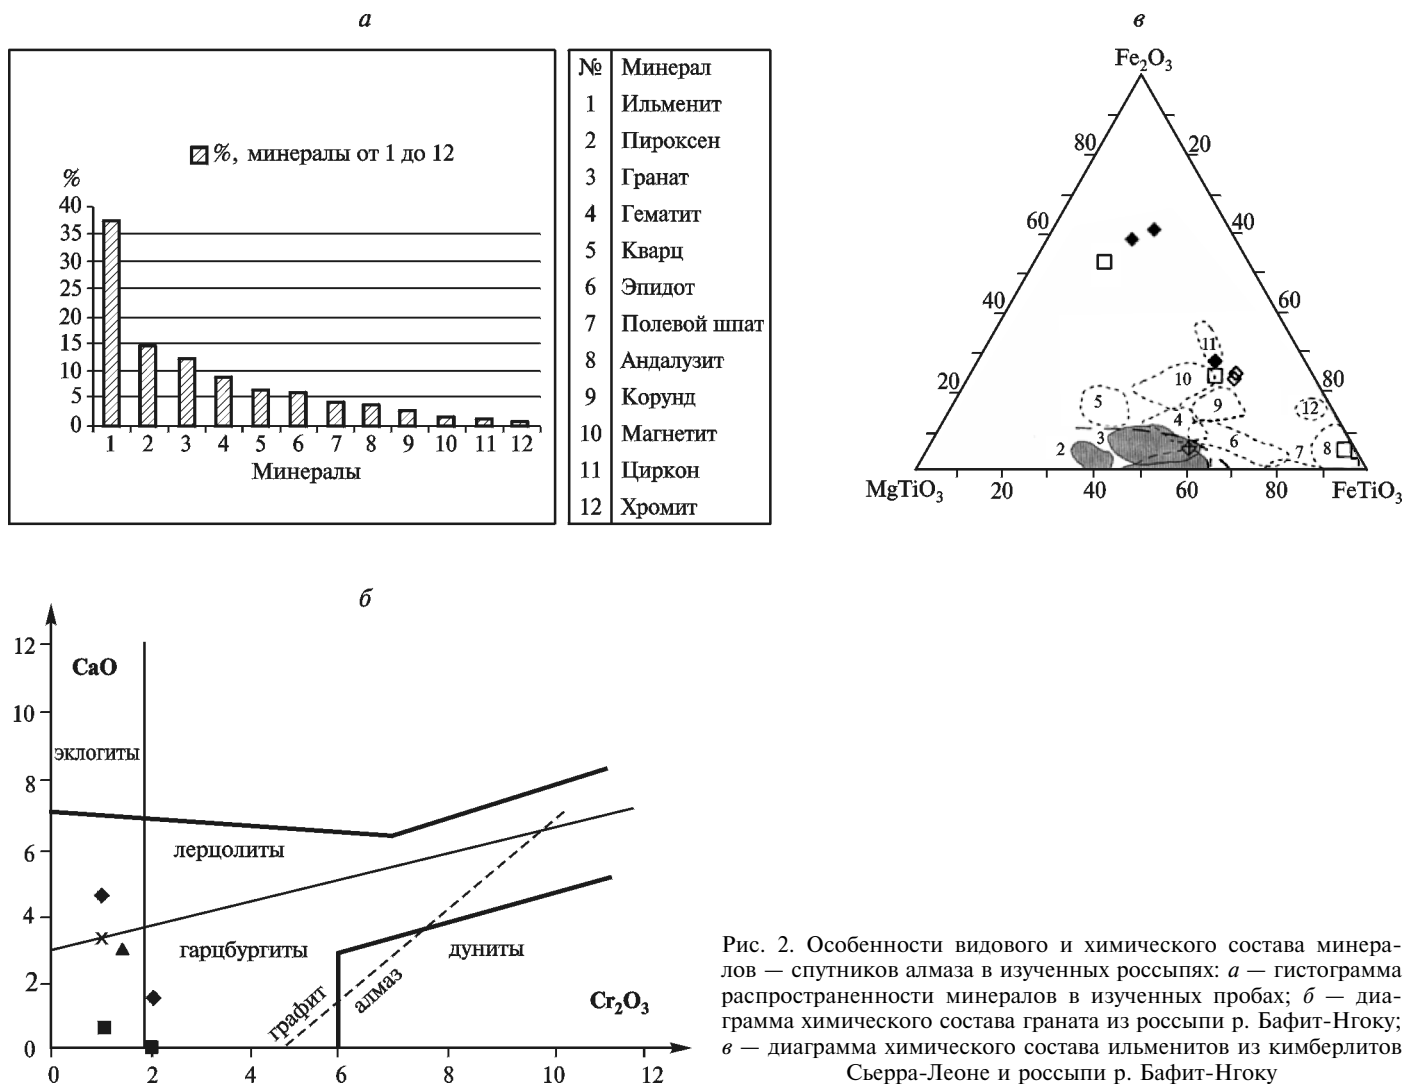 а
%, минералы от 1 до 12
%
40
35
30
25
20
15
10
5
0
1 2 3 4 5 6 7 8 9 10 11 12
Минералы
№ Минерал
1 Ильменит
2 Пироксен
3 Гранат
4 Гематит
5 Кварц
6 Эпидот
7 Полевой шпат
8 Андалузит
9 Корунд
10 Магнетит
11 Циркон
12 Хромит
в
Fe₂O₃
80 20
60 40
40 60
20 80
11
10
5 9 12
4
3 6
2 7 8
MgTiO₃ 20 40 60 80 FeTiO₃
б
12
CaO
10
эклогиты
8
6
лерцолиты
4
гарцбургиты
дуниты
2
графит
алмаз
Cr₂O₃
0
0 2 4 6 8 10 12
Рис. 2. Особенности видового и химического состава минера-
лов — спутников алмаза в изученных россыпях: а — гистограмма
распространенности минералов в изученных пробах; б — диа-
грамма химического состава граната из россыпи р. Бафит-Нгоку;
в — диаграмма химического состава ильменитов из кимберлитов
Сьерра-Леоне и россыпи р. Бафит-Нгоку